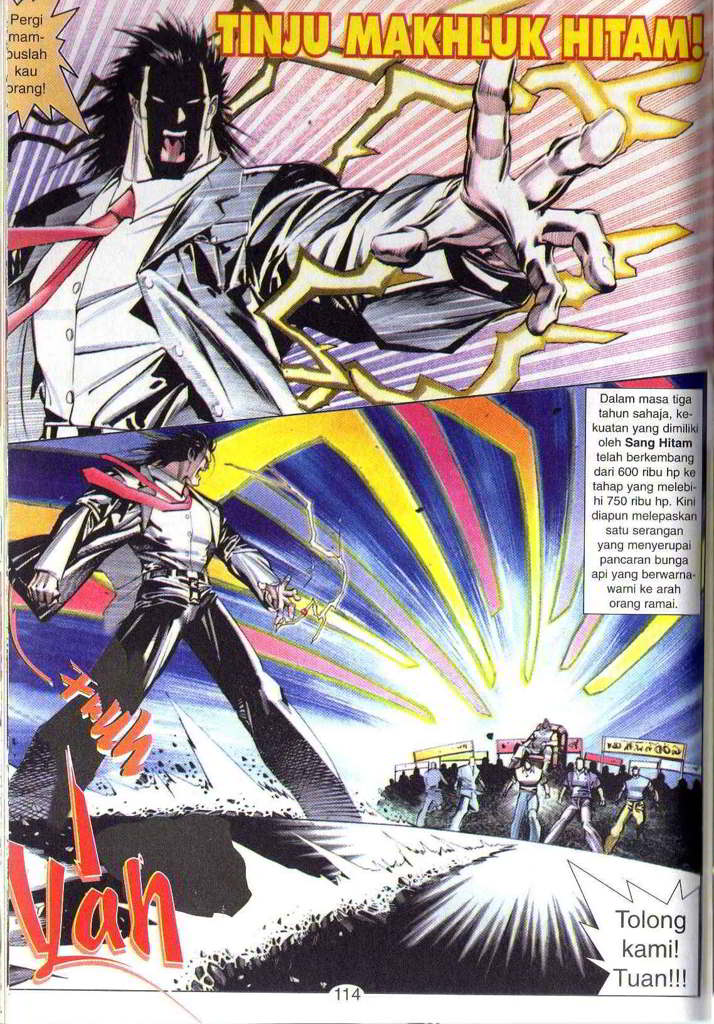 Pergi
mam-
puslah
kau
orang!
TINJU MAKHLUK HITAM!
Dalam masa tiga
tahun sahaja, ke-
kuatan yang dimiliki
oleh Sang Hitam
telah berkembang
dari 600 ribu hp ke
tahap yang melebi-
hi 750 ribu hp. Kini
diapun melepaskan
satu serangan
yang menyerupai
pancaran bunga
api yang berwarna-
warni ke arah
orang ramai.
Yah
Tolong
kami!
Tuan!!!
114